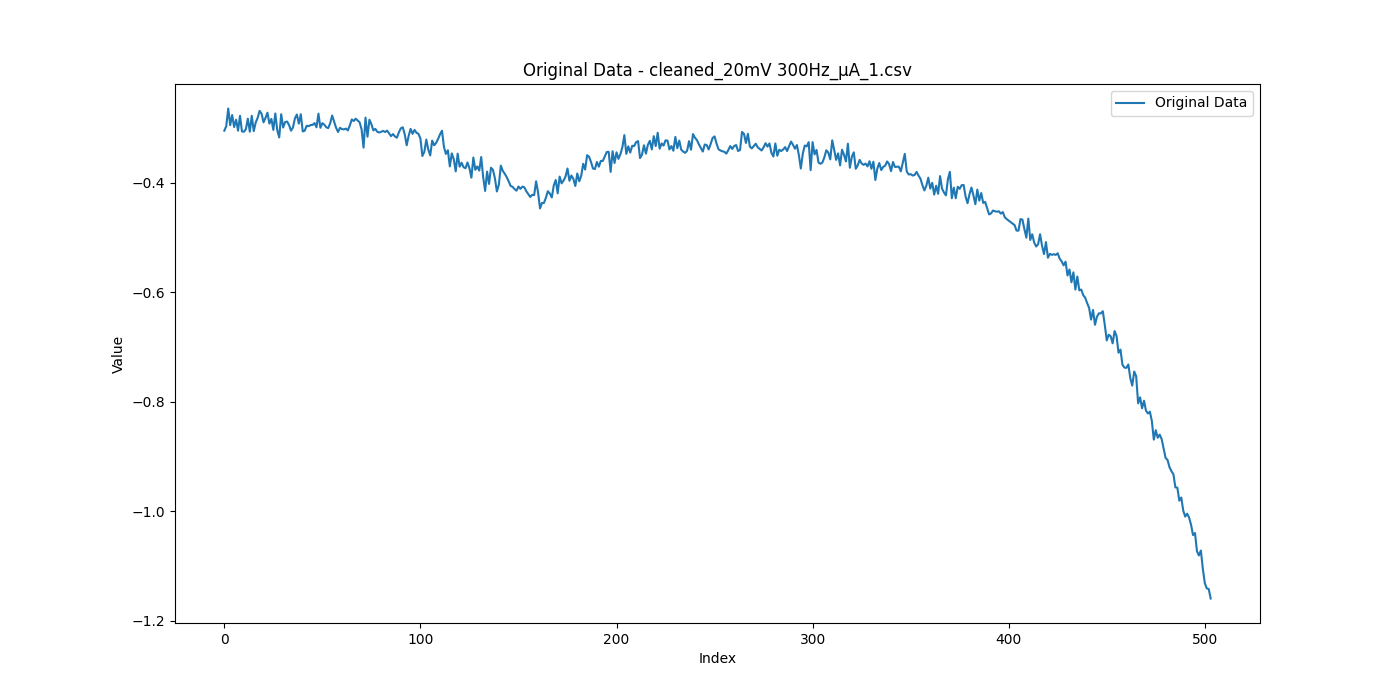 Original Data - cleaned_20mV 300Hz_μA_1.csv
Original Data
Value
−0.4
−0.6
−0.8
−1.0
−1.2
0
100
200
300
400
500
Index